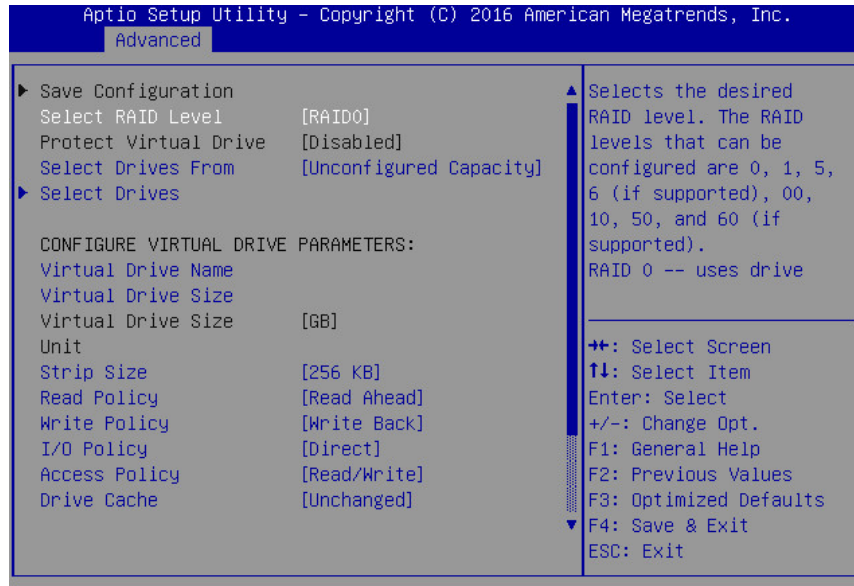 Aptio Setup Utility – Copyright (C) 2016 American Megatrends, Inc.
Advanced
Save Configuration
Select RAID Level [RAID0]
Protect Virtual Drive [Disabled]
Select Drives From [Unconfigured Capacity]
Select Drives
CONFIGURE VIRTUAL DRIVE PARAMETERS:
Virtual Drive Name
Virtual Drive Size
Virtual Drive Size [GB]
Unit
Strip Size [256 KB]
Read Policy [Read Ahead]
Write Policy [Write Back]
I/O Policy [Direct]
Access Policy [Read/Write]
Drive Cache [Unchanged]
Selects the desired
RAID level. The RAID
levels that can be
configured are 0, 1, 5,
6 (if supported), 00,
10, 50, and 60 (if
supported).
RAID 0 -- uses drive
→←: Select Screen
↑↓: Select Item
Enter: Select
+/-: Change Opt.
F1: General Help
F2: Previous Values
F3: Optimized Defaults
F4: Save & Exit
ESC: Exit